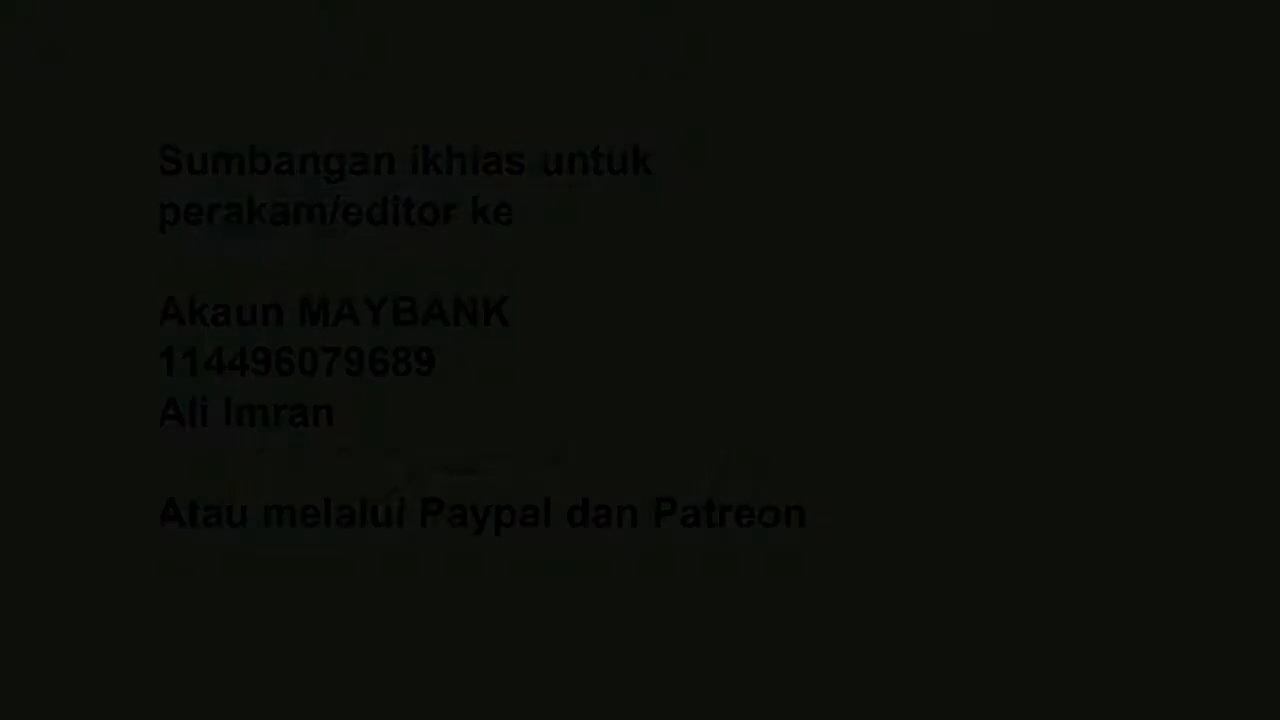 Sumbangan ikhlas untuk
perakam/editor ke
Akaun MAYBANK
114496079689
Ali Imran
Atau melalui Paypal dan Patreon